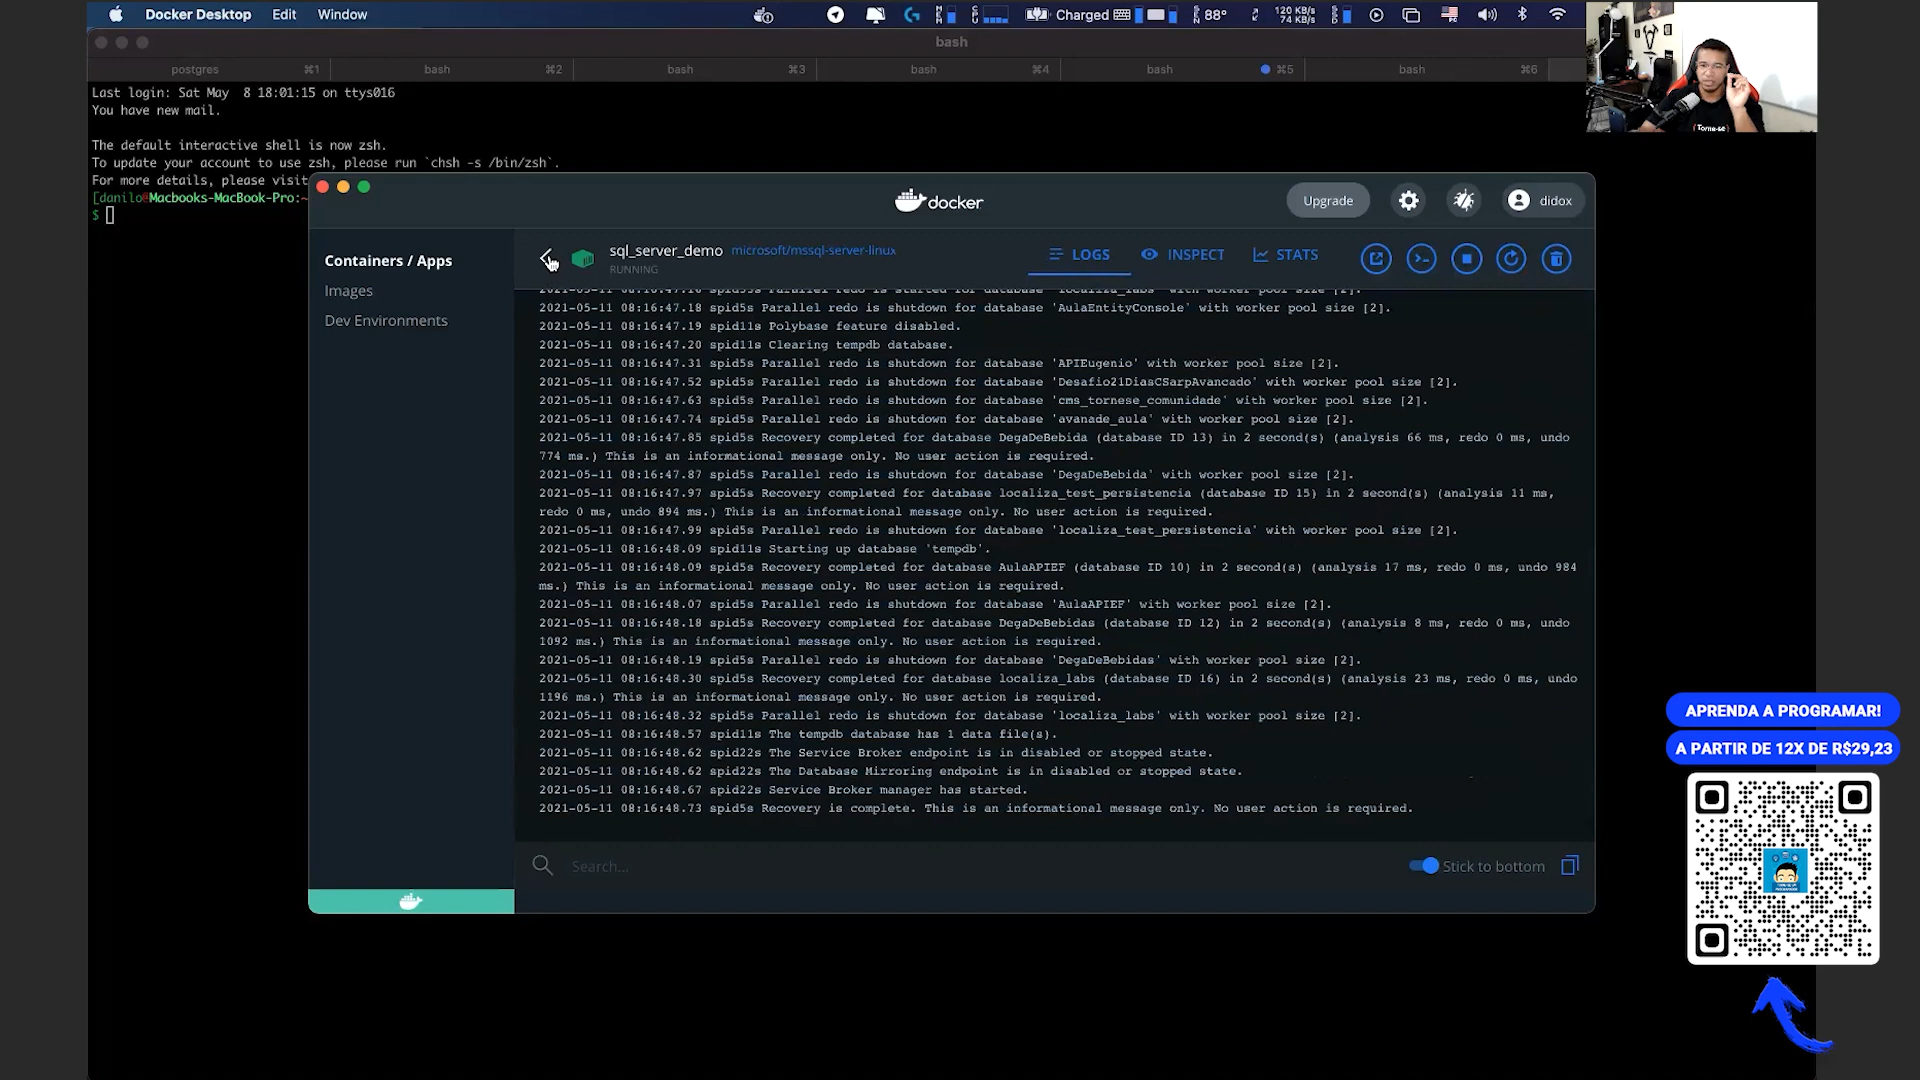 Docker Desktop Edit Window
Charged 88° 120 KB/s
74 KB/s
bash
postgres ⌘1 bash ⌘2 bash ⌘3 bash ⌘4 bash ⌘5 bash ⌘6
Last login: Sat May  8 18:01:15 on ttys016
You have new mail.
The default interactive shell is now zsh.
To update your account to use zsh, please run `chsh -s /bin/zsh`.
For more details, please visit
[danilo@Macbooks-MacBook-Pro:~
$
docker
Upgrade
didox
Containers / Apps
Images
Dev Environments
sql_server_demo microsoft/mssql-server-linux
RUNNING
LOGS INSPECT STATS
2021-05-11 08:16:47.16 spid5s Parallel redo is started for database 'localiza_labs' with worker pool size [2].
2021-05-11 08:16:47.18 spid5s Parallel redo is shutdown for database 'AulaEntityConsole' with worker pool size [2].
2021-05-11 08:16:47.19 spid11s Polybase feature disabled.
2021-05-11 08:16:47.20 spid11s Clearing tempdb database.
2021-05-11 08:16:47.31 spid5s Parallel redo is shutdown for database 'APIEugenio' with worker pool size [2].
2021-05-11 08:16:47.52 spid5s Parallel redo is shutdown for database 'Desafio21DiasCSarpAvancado' with worker pool size [2].
2021-05-11 08:16:47.63 spid5s Parallel redo is shutdown for database 'cms_tornese_comunidade' with worker pool size [2].
2021-05-11 08:16:47.74 spid5s Parallel redo is shutdown for database 'avanade_aula' with worker pool size [2].
2021-05-11 08:16:47.85 spid5s Recovery completed for database DegaDeBebida (database ID 13) in 2 second(s) (analysis 66 ms, redo 0 ms, undo
774 ms.) This is an informational message only. No user action is required.
2021-05-11 08:16:47.87 spid5s Parallel redo is shutdown for database 'DegaDeBebida' with worker pool size [2].
2021-05-11 08:16:47.97 spid5s Recovery completed for database localiza_test_persistencia (database ID 15) in 2 second(s) (analysis 11 ms,
redo 0 ms, undo 894 ms.) This is an informational message only. No user action is required.
2021-05-11 08:16:47.99 spid5s Parallel redo is shutdown for database 'localiza_test_persistencia' with worker pool size [2].
2021-05-11 08:16:48.09 spid11s Starting up database 'tempdb'.
2021-05-11 08:16:48.09 spid5s Recovery completed for database AulaAPIEF (database ID 10) in 2 second(s) (analysis 17 ms, redo 0 ms, undo 984
ms.) This is an informational message only. No user action is required.
2021-05-11 08:16:48.07 spid5s Parallel redo is shutdown for database 'AulaAPIEF' with worker pool size [2].
2021-05-11 08:16:48.18 spid5s Recovery completed for database DegaDeBebidas (database ID 12) in 2 second(s) (analysis 8 ms, redo 0 ms, undo
1092 ms.) This is an informational message only. No user action is required.
2021-05-11 08:16:48.19 spid5s Parallel redo is shutdown for database 'DegaDeBebidas' with worker pool size [2].
2021-05-11 08:16:48.30 spid5s Recovery completed for database localiza_labs (database ID 16) in 2 second(s) (analysis 23 ms, redo 0 ms, undo
1196 ms.) This is an informational message only. No user action is required.
2021-05-11 08:16:48.32 spid5s Parallel redo is shutdown for database 'localiza_labs' with worker pool size [2].
2021-05-11 08:16:48.57 spid11s The tempdb database has 1 data file(s).
2021-05-11 08:16:48.62 spid22s The Service Broker endpoint is in disabled or stopped state.
2021-05-11 08:16:48.62 spid22s The Database Mirroring endpoint is in disabled or stopped state.
2021-05-11 08:16:48.67 spid22s Service Broker manager has started.
2021-05-11 08:16:48.73 spid5s Recovery is complete. This is an informational message only. No user action is required.
Search...
Stick to bottom
Torne-se
APRENDA A PROGRAMAR!
A PARTIR DE 12X DE R$29,23